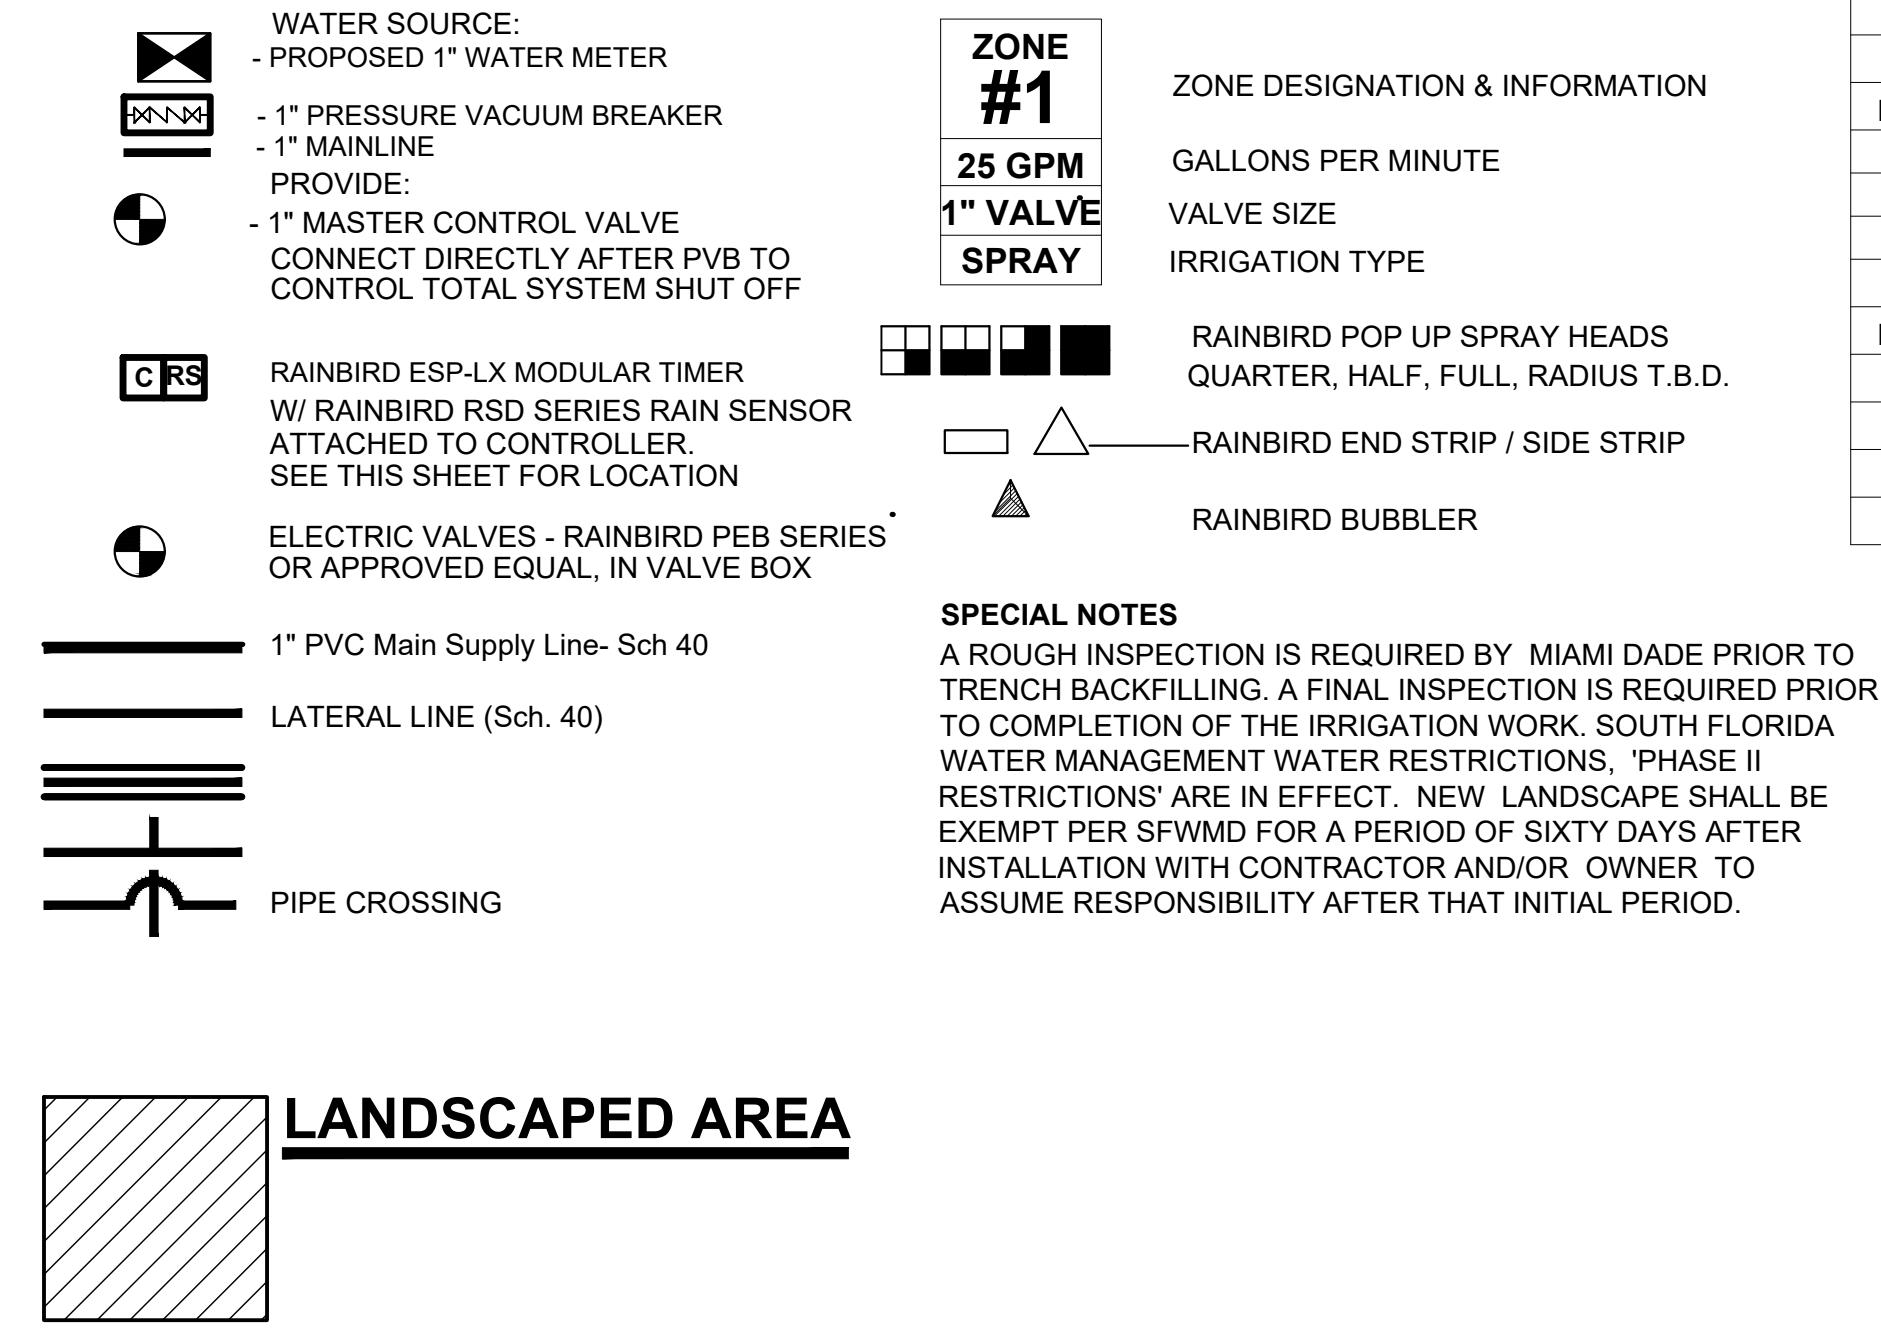 WATER SOURCE:
- PROPOSED 1" WATER METER
- 1" PRESSURE VACUUM BREAKER
- 1" MAINLINE
PROVIDE:
- 1" MASTER CONTROL VALVE
CONNECT DIRECTLY AFTER PVB TO
CONTROL TOTAL SYSTEM SHUT OFF
C RS
RAINBIRD ESP-LX MODULAR TIMER
W/ RAINBIRD RSD SERIES RAIN SENSOR
ATTACHED TO CONTROLLER.
SEE THIS SHEET FOR LOCATION
ELECTRIC VALVES - RAINBIRD PEB SERIES
OR APPROVED EQUAL, IN VALVE BOX
1" PVC Main Supply Line- Sch 40
LATERAL LINE (Sch. 40)
PIPE CROSSING
LANDSCAPED AREA
ZONE
#1
ZONE DESIGNATION & INFORMATION
25 GPM
GALLONS PER MINUTE
1" VALVE
VALVE SIZE
SPRAY
IRRIGATION TYPE
RAINBIRD POP UP SPRAY HEADS
QUARTER, HALF, FULL, RADIUS T.B.D.
RAINBIRD END STRIP / SIDE STRIP
RAINBIRD BUBBLER
SPECIAL NOTES
A ROUGH INSPECTION IS REQUIRED BY MIAMI DADE PRIOR TO
TRENCH BACKFILLING. A FINAL INSPECTION IS REQUIRED PRIOR
TO COMPLETION OF THE IRRIGATION WORK. SOUTH FLORIDA
WATER MANAGEMENT WATER RESTRICTIONS, 'PHASE II
RESTRICTIONS' ARE IN EFFECT. NEW LANDSCAPE SHALL BE
EXEMPT PER SFWMD FOR A PERIOD OF SIXTY DAYS AFTER
INSTALLATION WITH CONTRACTOR AND/OR OWNER TO
ASSUME RESPONSIBILITY AFTER THAT INITIAL PERIOD.